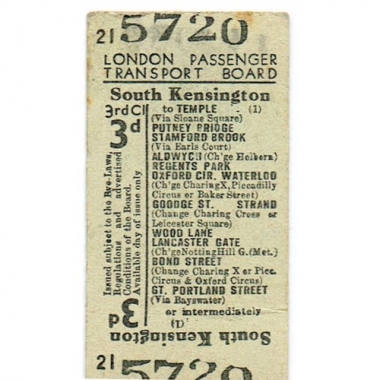 21 5720
LONDON PASSENGER
TRANSPORT BOARD
South Kensington
3rd Cl
3d
to TEMPLE (1)
(Via Sloane Square)
PUTNEY BRIDGE
STAMFORD BROOK
(Via Earls Court)
ALDWYCH (Ch'ge Holborn)
REGENTS PARK
OXFORD CIR. WATERLOO
(Ch'ge Charing X, Piccadilly
Circus or Baker Street)
GOODGE ST. STRAND
(Change Charing Cross or
Leicester Square)
WOOD LANE
LANCASTER GATE
(Ch'ge Notting Hill G. (Met.)
BOND STREET
(Change Charing X or Picc.
Circus & Oxford Circus)
GT. PORTLAND STREET
(Via Bayswater)
or intermediately
Issued subject to the Bye-Laws,
Regulations and advertised
Conditions of the Board.
Available day of issue only
3d
(1)
South Kensington
21 5720